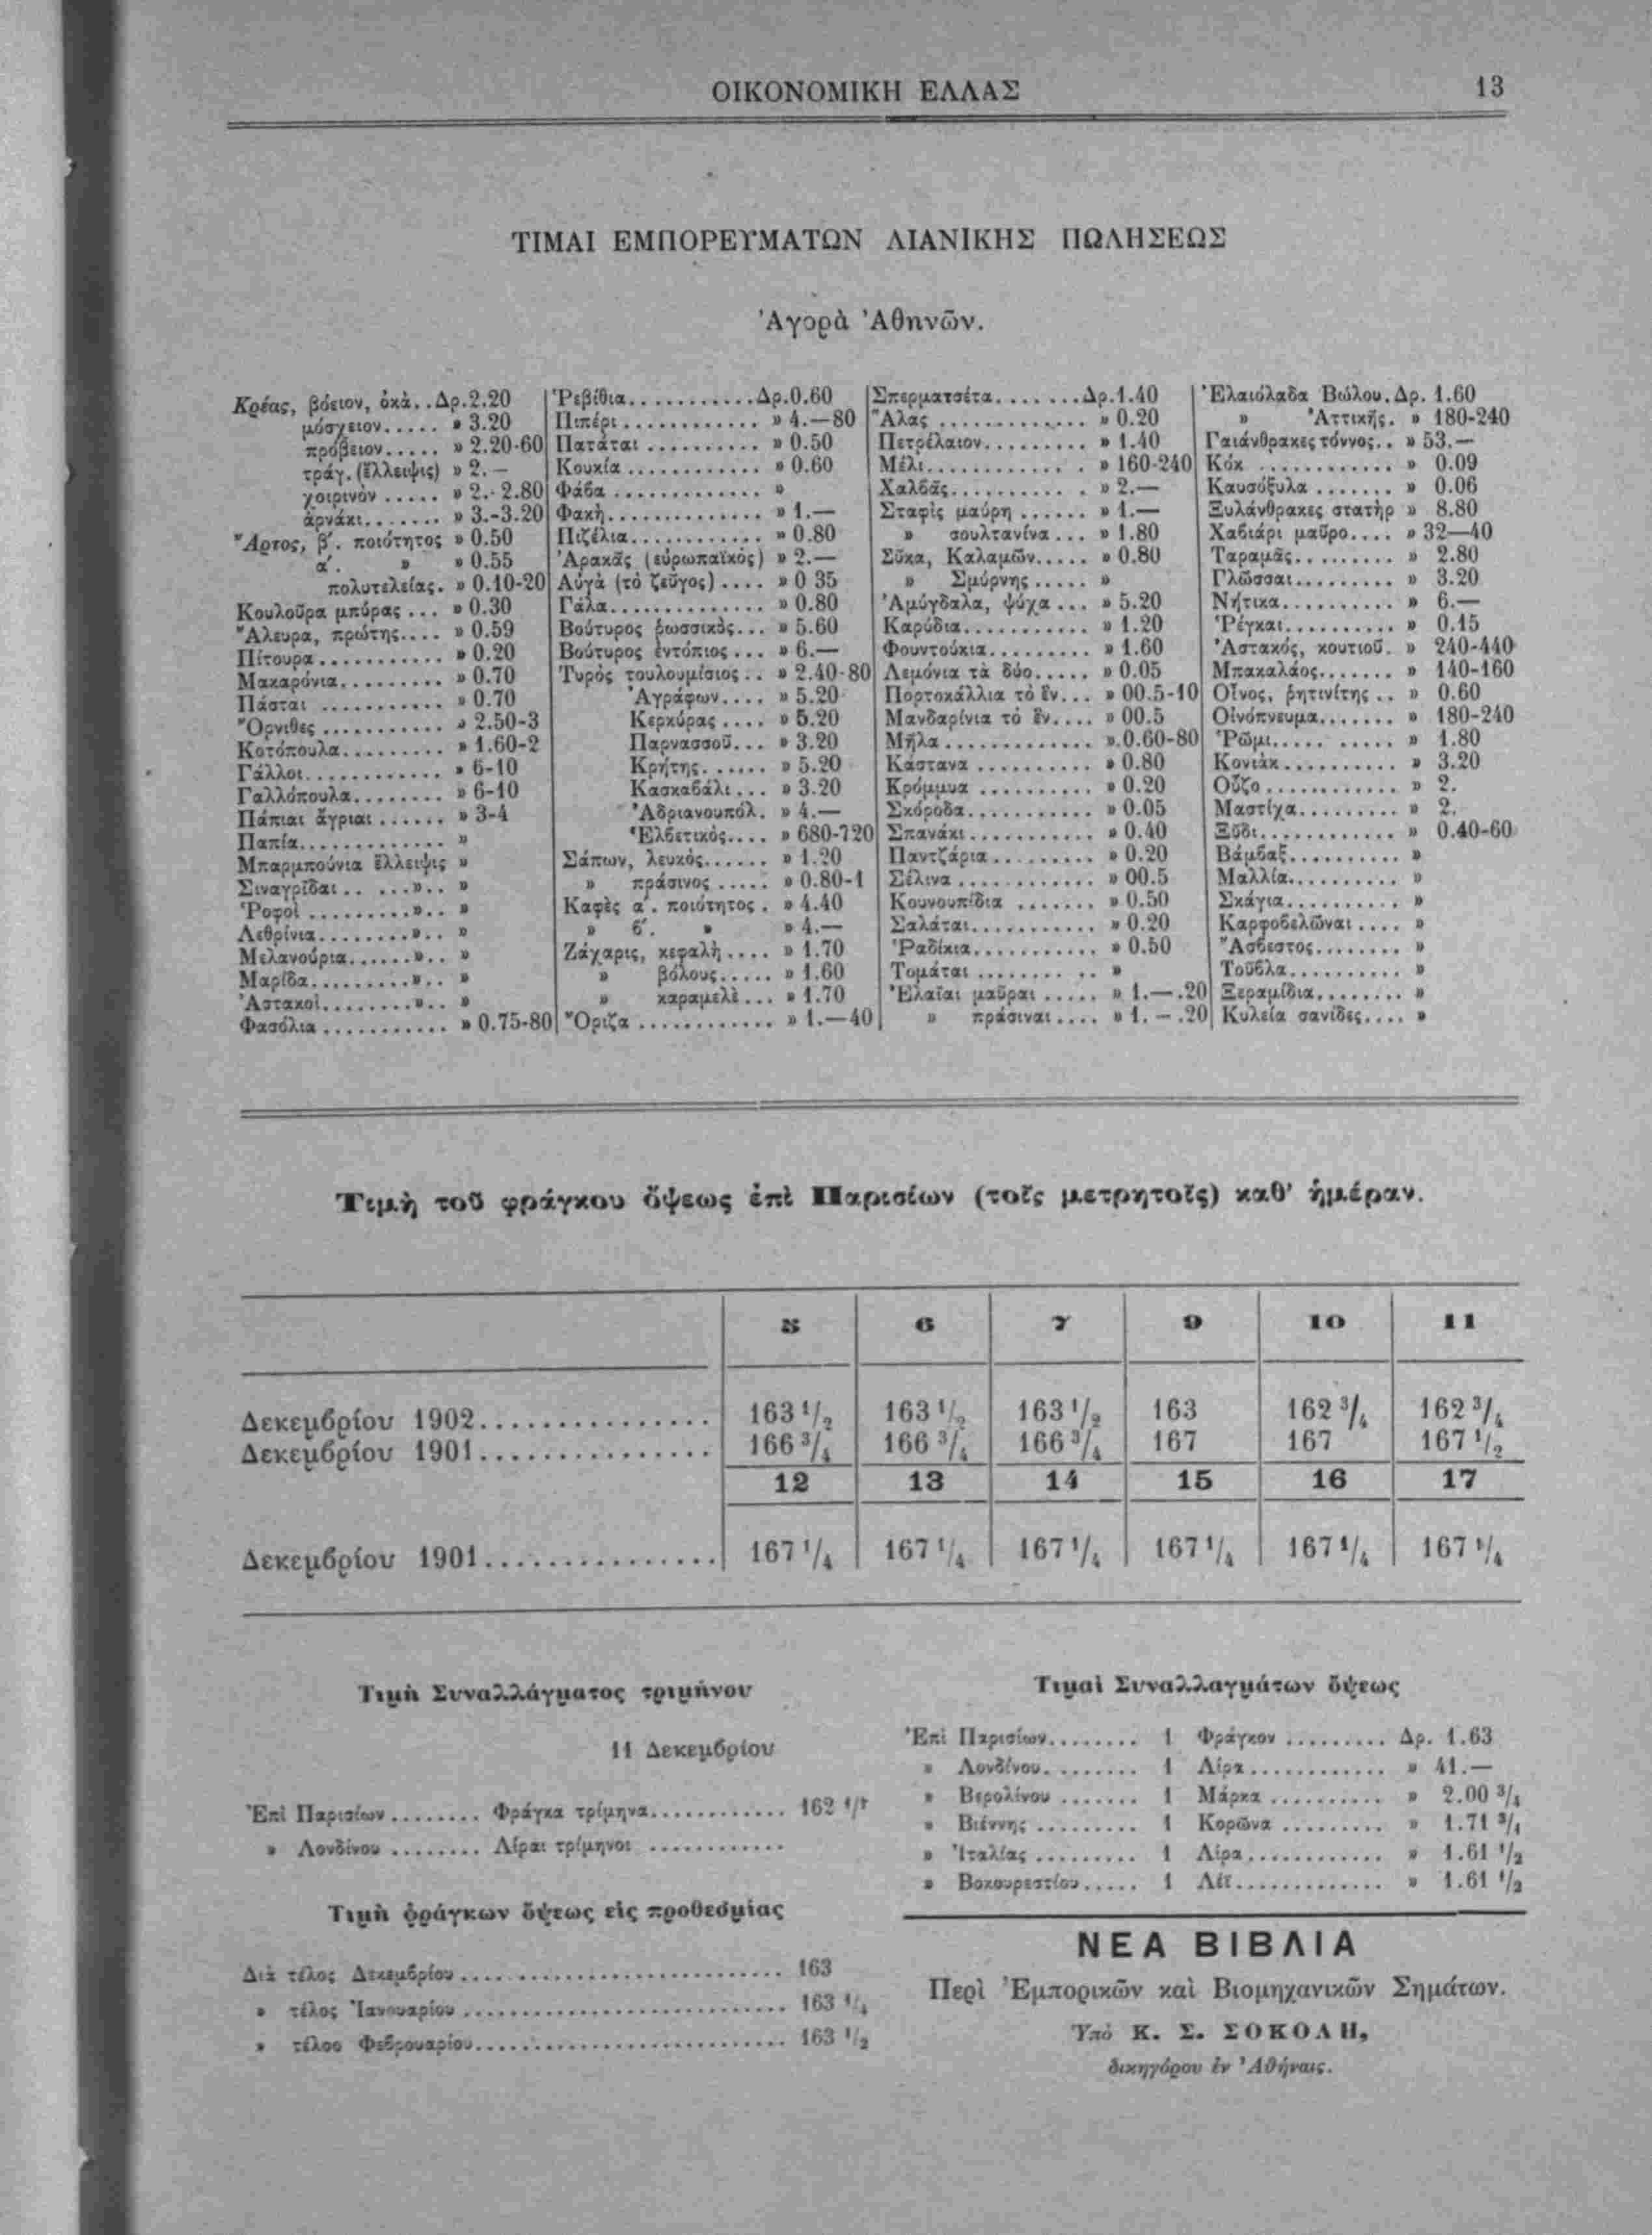 ΟΙΚΟΝΟΜΙΚΗ ΕΛΛΑΣ 13
ΤΙΜΑΙ ΕΜΠΟΡΕΥΜΑΤΩΝ ΛΙΑΝΙΚΗΣ ΠΩΛΗΣΕΩΣ
Ἀγορὰ Ἀθηνῶν.
Κρέας, βόειον, ὀκᾶ..Δρ.2.20
μόσχειον..... » 3.20
πρόβειον..... » 2.20-60
τράγ. (ἔλλειψις) » 2.—
χοιρινὸν ..... » 2.-2.80
ἀρνάκι....... » 3.-3.20
Ἄρτος, β΄. ποιότητος » 0.50
α΄. » » 0.55
πολυτελείας. » 0.10-20
Κουλοῦρα μπύρας ... » 0.30
Ἄλευρα, πρώτης.... » 0.59
Πίτουρα ........... » 0.20
Μακαρόνια.......... » 0.70
Πάσται ............ » 0.70
Ὄρνιθες ........... » 2.50-3
Κοτόπουλα.......... » 1.60-2
Γάλλοι............. » 6-10
Γαλλόπουλα......... » 6-10
Πάπιαι ἄγριαι ...... » 3-4
Παπία.............. »
Μπαρμπούνια ἔλλειψις »
Συναγρῖδαι.. ...».. »
Ῥοφοὶ ..........».. »
Λεθρίνια.........».. »
Μελανούρια......».. »
Μαρίδα..........».. »
Ἀστακοὶ.........».. »
Φασόλια ........... » 0.75-80
Ῥεβίθια...........Δρ.0.60
Πιπέρι ............. » 4.—80
Πατάται ........... » 0.50
Κουκία ............. » 0.60
Φάβα .............. »
Φακῆ............... » 1.—
Πιζέλια............. » 0.80
Ἀρακᾶς (εὐρωπαϊκὸς) » 2.—
Αὐγὰ (τὸ ζεῦγος).... » 0 35
Γάλα............... » 0.80
Βούτυρος ῥωσσικὸς... » 5.60
Βούτυρος ἐντόπιος ... » 6.—
Τυρὸς τουλουμίσιος .. » 2.40-80
Ἀγράφων.... » 5.20
Κερκύρας .... » 5.20
Παρνασσοῦ... » 3.20
Κρήτης....... » 5.20
Κασκαβάλι... » 3.20
Ἀδριανουπόλ. » 4.—
Ἑλβετικὸς.... » 680-720
Σάπων, λευκὸς...... » 1.20
» πράσινος ..... » 0.80-1
Καφὲς α΄. ποιότητος . » 4.40
» β΄. » » 4.—
Ζάχαρις, κεφαλὴ.... » 1.70
» βόλους..... » 1.60
» καραμελὲ... » 1.70
Ὄριζα ............. » 1.—40
Σπερματσέτα.......Δρ.1.40
Ἅλας .............. » 0.20
Πετρέλαιον.......... » 1.40
Μέλι............... » 160-240
Χαλβᾶς............. » 2.—
Σταφὶς μαύρη ...... » 1.—
» σουλτανίνα... » 1.80
Σῦκα, Καλαμῶν..... » 0.80
» Σμύρνης ..... »
Ἀμύγδαλα, ψύχα ... » 5.20
Καρύδια............ » 1.20
Φουντούκια.......... » 1.60
Λεμόνια τὰ δύο..... » 0.05
Πορτοκάλλια τὸ ἓν... » 00.5-10
Μανδαρίνια τὸ ἓν.... » 00.5
Μῆλα.............. ».0.60-80
Κάστανα ........... » 0.80
Κρόμμυα ........... » 0.20
Σκόροδα............ » 0.05
Σπανάκι............ » 0.40
Παντζάρια.......... » 0.20
Σέλινα ............. » 00.5
Κουνουπίδια ....... » 0.50
Σαλάται............ » 0.20
Ῥαδίκια............ » 0.50
Τομάται .......... .. »
Ἐλαῖαι μαῦραι ..... » 1.—.20
» πράσιναι.... » 1.—.20
Ἐλαιόλαδα Βώλου.Δρ. 1.60
» Ἀττικῆς. » 180-240
Γαιάνθρακες τόννος.. » 53.—
Κὸκ ............. » 0.09
Καυσόξυλα ....... » 0.06
Ξυλάνθρακες στατὴρ » 8.80
Χαβιάρι μαῦρο.... » 32—40
Ταραμᾶς.......... » 2.80
Γλῶσσαι.......... » 3.20
Νήτικα........... » 6.—
Ῥέγκαι........... » 0.15
Ἀστακός, κουτιοῦ. » 240-440
Μπακαλάος....... » 140-160
Οἶνος, ῥητινίτης .. » 0.60
Οἰνόπνευμα....... » 180-240
Ῥῶμι..... ...... » 1.80
Κονιάκ........... » 3.20
Οὖζο............. » 2.
Μαστίχα.......... » 2.
Ξῦδι............. » 0.40-60
Βάμβαξ........... »
Μαλλία........... »
Σκάγια........... »
Καρφοβελῶναι.... »
Ἄσβεστος........ »
Τοῦβλα........... »
Ξεραμίδια........ »
Κυλεία σανίδες.... »
Τιμὴ τοῦ φράγκου ὄψεως ἐπὶ Παρισίων (τοῖς μετρητοῖς) καθ’ ἡμέραν.
5 6 7 9 10 11
Δεκεμβρίου 1902............... 163 1/2 163 1/2 163 1/2 163 162 3/4 162 3/4
Δεκεμβρίου 1901............... 166 3/4 166 3/4 166 3/4 167 167 167 1/2
12 13 14 15 16 17
Δεκεμβρίου 1901............... 167 1/4 167 1/4 167 1/4 167 1/4 167 1/4 167 1/4
Τιμὴ Συναλλάγματος τριμήνου
11 Δεκεμβρίου
Ἐπὶ Παρισίων........ Φράγκα τρίμηνα............ 162
» Λονδίνου ........ Λίραι τρίμηνοι ............
Τιμὴ φράγκων ὄψεως εἰς προθεσμίας
Διὰ τέλος Δεκεμβρίου ............................ 163
» τέλος Ἰανουαρίου ............................ 163 1/4
» τέλοσ Φεβρουαρίου............................ 163 1/2
Τιμαὶ Συναλλαγμάτων ὄψεως
Ἐπὶ Παρισίων........ 1 Φράγκον ......... Δρ. 1.63
» Λονδίνου........ 1 Λίρα............ » 41.—
» Βερολίνου ....... 1 Μάρκα .......... » 2.00 3/4
» Βιέννης ......... 1 Κορῶνα ......... » 1.71 3/4
» Ἰταλίας ......... 1 Λίρα............ » 1.61 1/2
» Βουκουρεστίου..... 1 Λέϊ............. » 1.61 1/2
ΝΕΑ ΒΙΒΛΙΑ
Περὶ Ἐμπορικῶν καὶ Βιομηχανικῶν Σημάτων.
Ὑπὸ Κ. Σ. ΣΟΚΟΛΗ,
δικηγόρου ἐν Ἀθήναις.